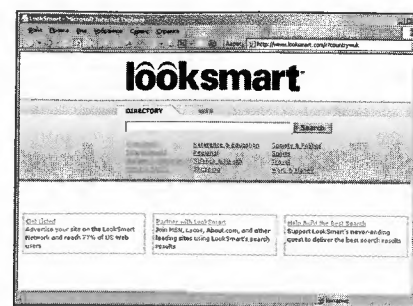 LookSmart - Microsoft Internet Explorer
http://www.looksmart.com/r?country=uk
looksmart
DIRECTORY
WEB
Search
Reference & Education
Society & Politics
Regional
Sports
Science & Health
Travel
Shopping
Work & Money
Get Listed
Advertise your site on the LookSmart
Network and reach 77% of US Web
users
Partner with LookSmart
Join MSN, Lycos, About.com, and other
leading sites using LookSmart's search
results
Help Build the Best Search
Support LookSmart's never-ending
quest to deliver the best search results